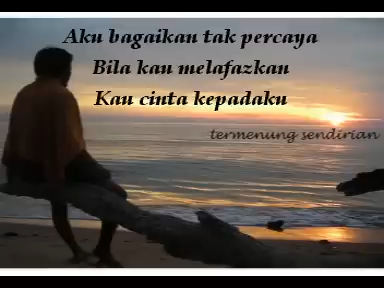 Aku bagaikan tak percaya
Bila kau melafazkan
Kau cinta kepadaku
termenung sendirian